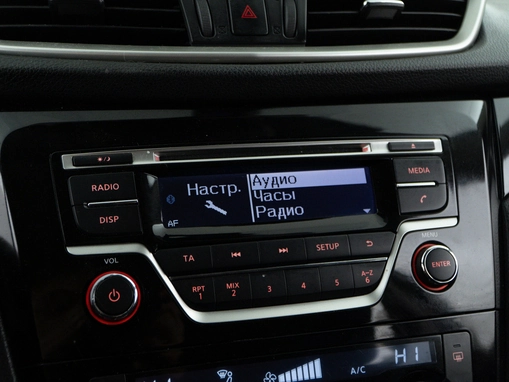 RADIO
DISP
MEDIA
Настр.
Аудио
Часы
Радио
AF
TA
SETUP
RPT 1
MIX 2
3
4
5
A-Z 6
VOL
MENU
ENTER
A/C
H1